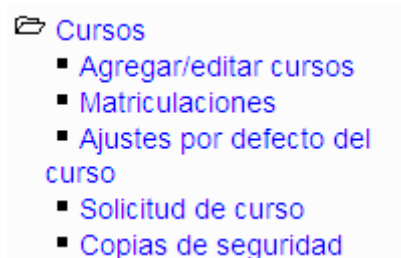 Cursos
Agregar/editar cursos
Matriculaciones
Ajustes por defecto del
curso
Solicitud de curso
Copias de seguridad